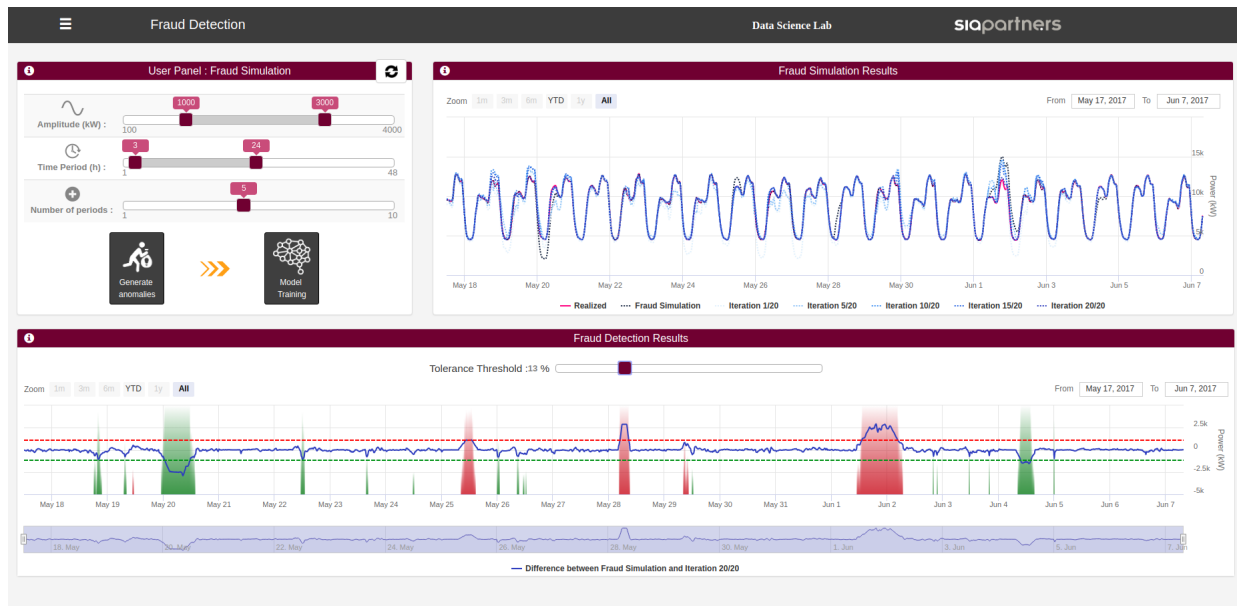 Fraud Detection
Data Science Lab
siapartners
User Panel : Fraud Simulation
Amplitude (kW) :
1000
3000
100
4000
Time Period (h) :
3
24
1
48
Number of periods :
5
1
10
Generate
anomalies
Model
Training
Fraud Simulation Results
Zoom 1m 3m 6m YTD 1y All
From May 17, 2017 To Jun 7, 2017
15k
10k
5k
0
Power (kW)
May 18 May 20 May 22 May 24 May 26 May 28 May 30 Jun 1 Jun 3 Jun 5 Jun 7
Realized Fraud Simulation Iteration 1/20 Iteration 5/20 Iteration 10/20 Iteration 15/20 Iteration 20/20
Fraud Detection Results
Tolerance Threshold :13 %
Zoom 1m 3m 6m YTD 1y All
From May 17, 2017 To Jun 7, 2017
2.5k
0
-2.5k
-5k
Power (kW)
May 18 May 19 May 20 May 21 May 22 May 23 May 24 May 25 May 26 May 27 May 28 May 29 May 30 May 31 Jun 1 Jun 2 Jun 3 Jun 4 Jun 5 Jun 6 Jun 7
18. May 20. May 22. May 24. May 26. May 28. May 30. May 1. Jun 3. Jun 5. Jun 7. Jun
Difference between Fraud Simulation and Iteration 20/20